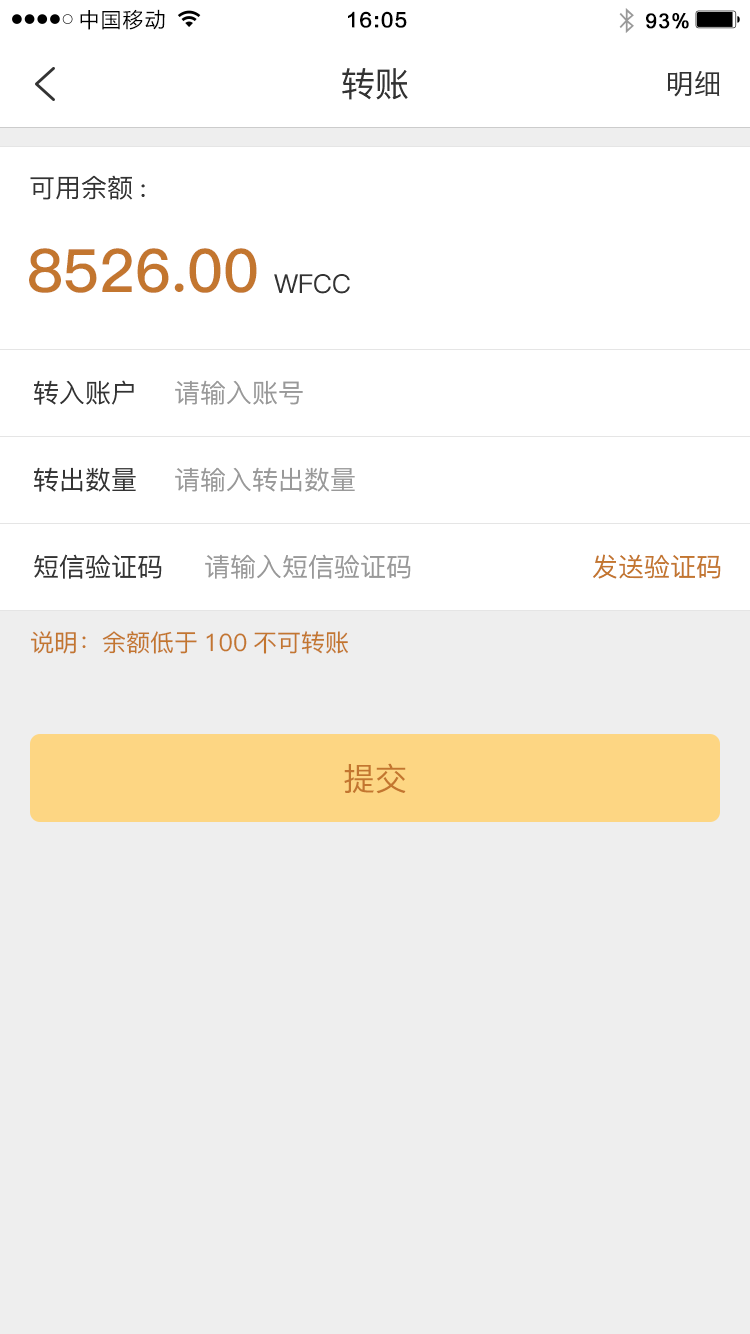 中国移动 16:05 93%
转账 明细
可用余额 :
8526.00 WFCC
转入账户 请输入账号
转出数量 请输入转出数量
短信验证码 请输入短信验证码 发送验证码
说明：余额低于 100 不可转账
提交